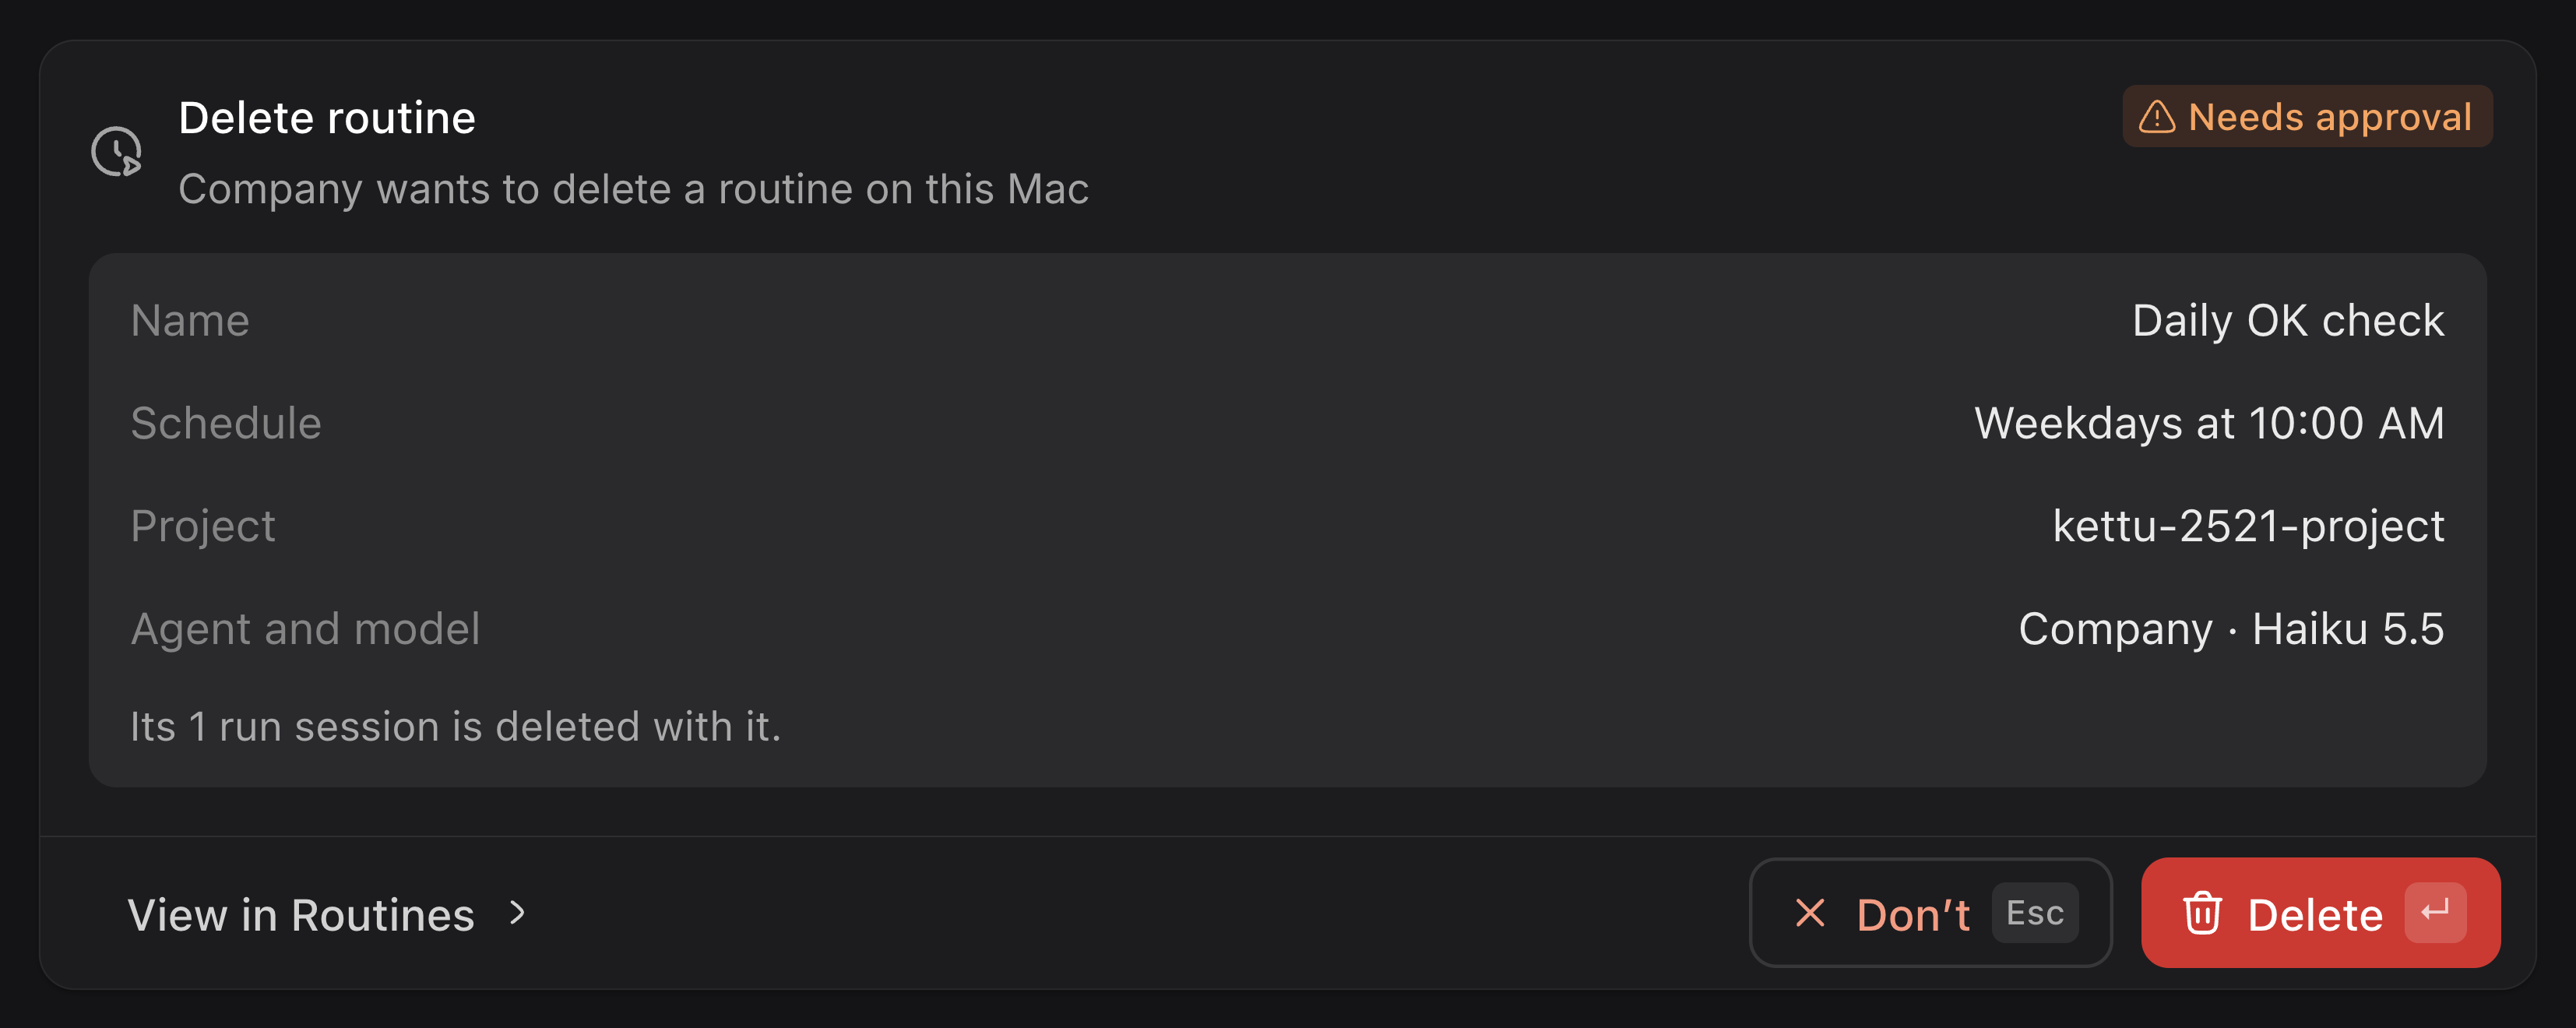 Delete routine
Needs approval
Company wants to delete a routine on this Mac
Name
Daily OK check
Schedule
Weekdays at 10:00 AM
Project
kettu-2521-project
Agent and model
Company · Haiku 5.5
Its 1 run session is deleted with it.
View in Routines
Don’t Esc
Delete